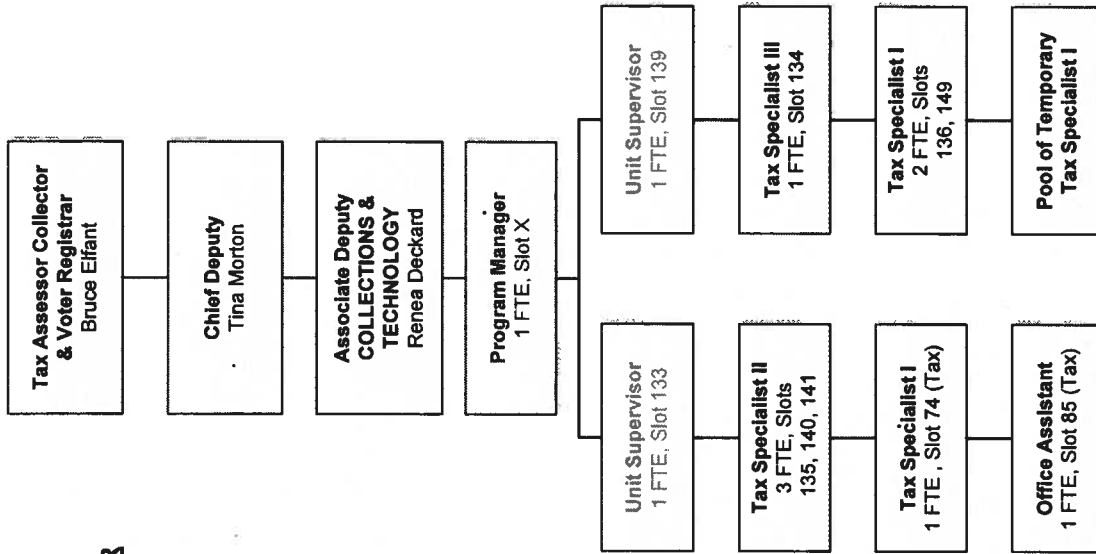 Tax Assessor Collector
& Voter Registrar
Bruce Elfant
Chief Deputy
Tina Morton
Associate Deputy
COLLECTIONS &
TECHNOLOGY
Renea Deckard
Program Manager
1 FTE, Slot X
Unit Supervisor
1 FTE, Slot 133
Tax Specialist II
3 FTE, Slots
135, 140, 141
Tax Specialist I
1 FTE , Slot 74 (Tax)
Office Assistant
1 FTE, Slot 85 (Tax)
Unit Supervisor
1 FTE, Slot 139
Tax Specialist III
1 FTE, Slot 134
Tax Specialist I
2 FTE, Slots
136, 149
Pool of Temporary
Tax Specialist I
R